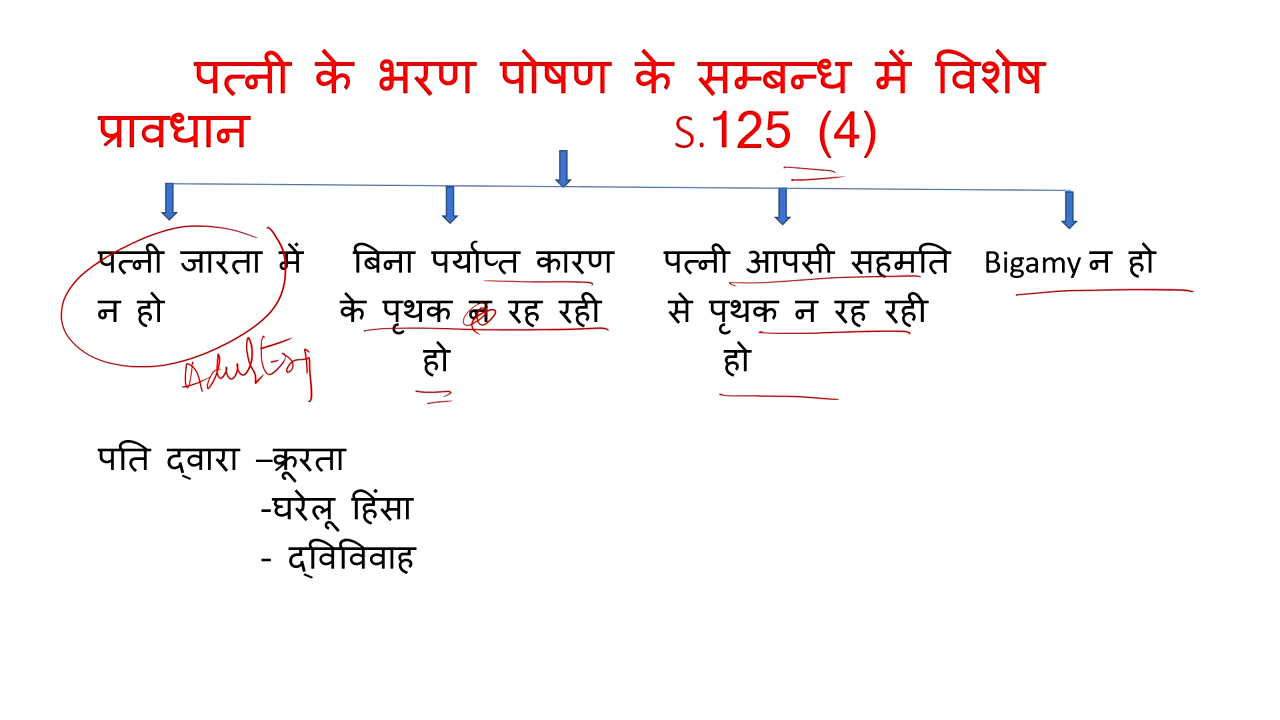 पत्नी के भरण पोषण के सम्बन्ध में विशेष
प्रावधान S.125 (4)
पत्नी जारता में
न हो
बिना पर्याप्त कारण
के पृथक न रह रही
हो
पत्नी आपसी सहमति
से पृथक न रह रही
हो
Bigamy न हो
Adultery
पति द्वारा –क्रूरता
-घरेलू हिंसा
- द्विविवाह